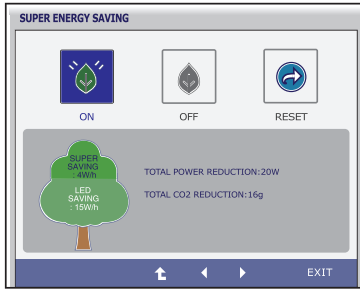 SUPER ENERGY SAVING
ON
OFF
RESET
SUPER
SAVING
: 4W/h
LED
SAVING
: 15W/h
TOTAL POWER REDUCTION:20W
TOTAL CO2 REDUCTION:16g
EXIT